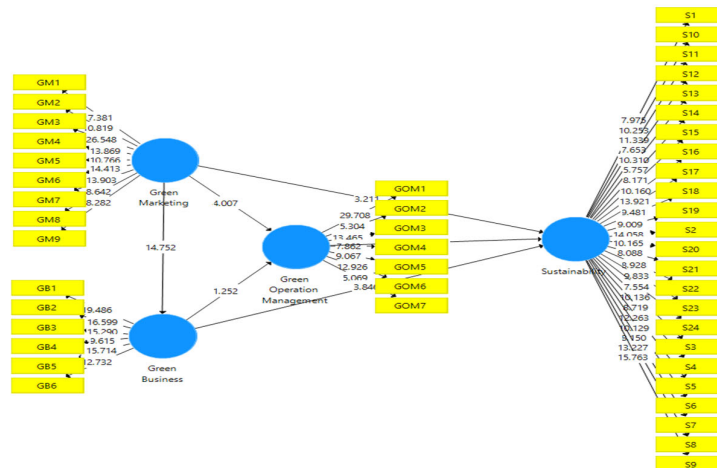 GM1
GM2
GM3
GM4
GM5
GM6
GM7
GM8
GM9
7.381
0.819
26.548
13.869
10.766
14.413
13.903
8.642
8.282
Green
Marketing
4.007
14.752
3.211
GB1
GB2
GB3
GB4
GB5
GB6
19.486
16.599
15.290
9.615
15.714
12.732
Green
Business
1.252
3.846
Green
Operation
Management
29.708
5.304
13.465
7.862
9.067
12.926
5.069
GOM1
GOM2
GOM3
GOM4
GOM5
GOM6
GOM7
Sustainability
7.975
10.253
11.339
7.653
10.310
5.757
8.171
10.160
13.921
9.481
9.009
14.058
10.165
8.088
8.928
9.833
7.554
10.136
8.719
12.263
10.129
9.150
13.227
15.763
S1
S10
S11
S12
S13
S14
S15
S16
S17
S18
S19
S2
S20
S21
S22
S23
S24
S3
S4
S5
S6
S7
S8
S9